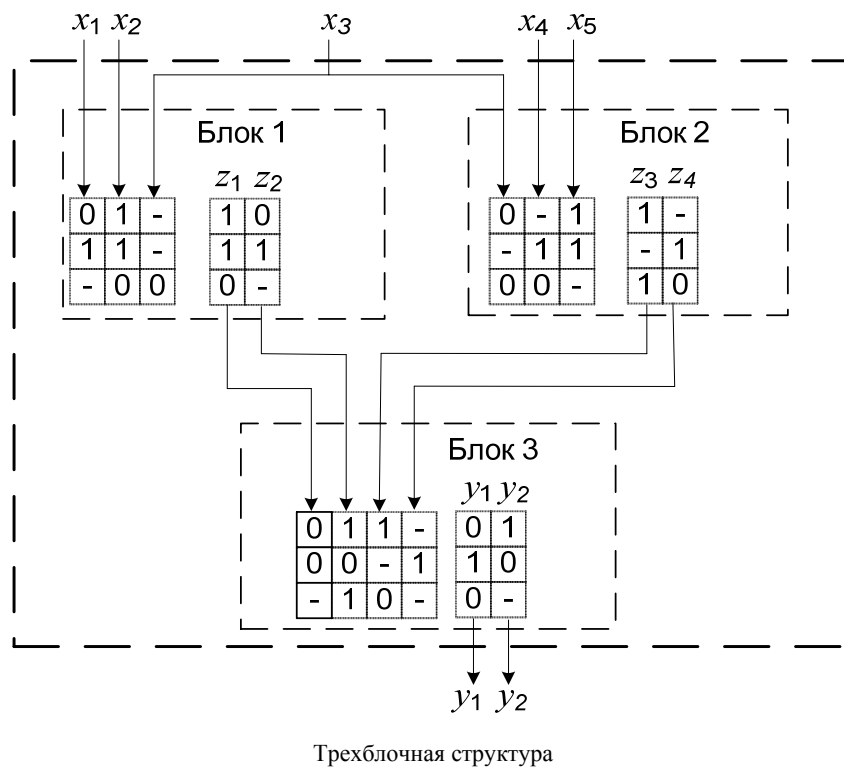 x1 x2 x3 x4 x5
Блок 1 Блок 2
z1 z2 z3 z4
0 1 - 1 0 0 - 1 1 -
1 1 - 1 1 - 1 1 - 1
- 0 0 0 - 0 0 - 1 0
Блок 3
y1 y2
0 1 1 - 0 1
0 0 - 1 1 0
- 1 0 - 0 -
y1 y2
Трехблочная структура